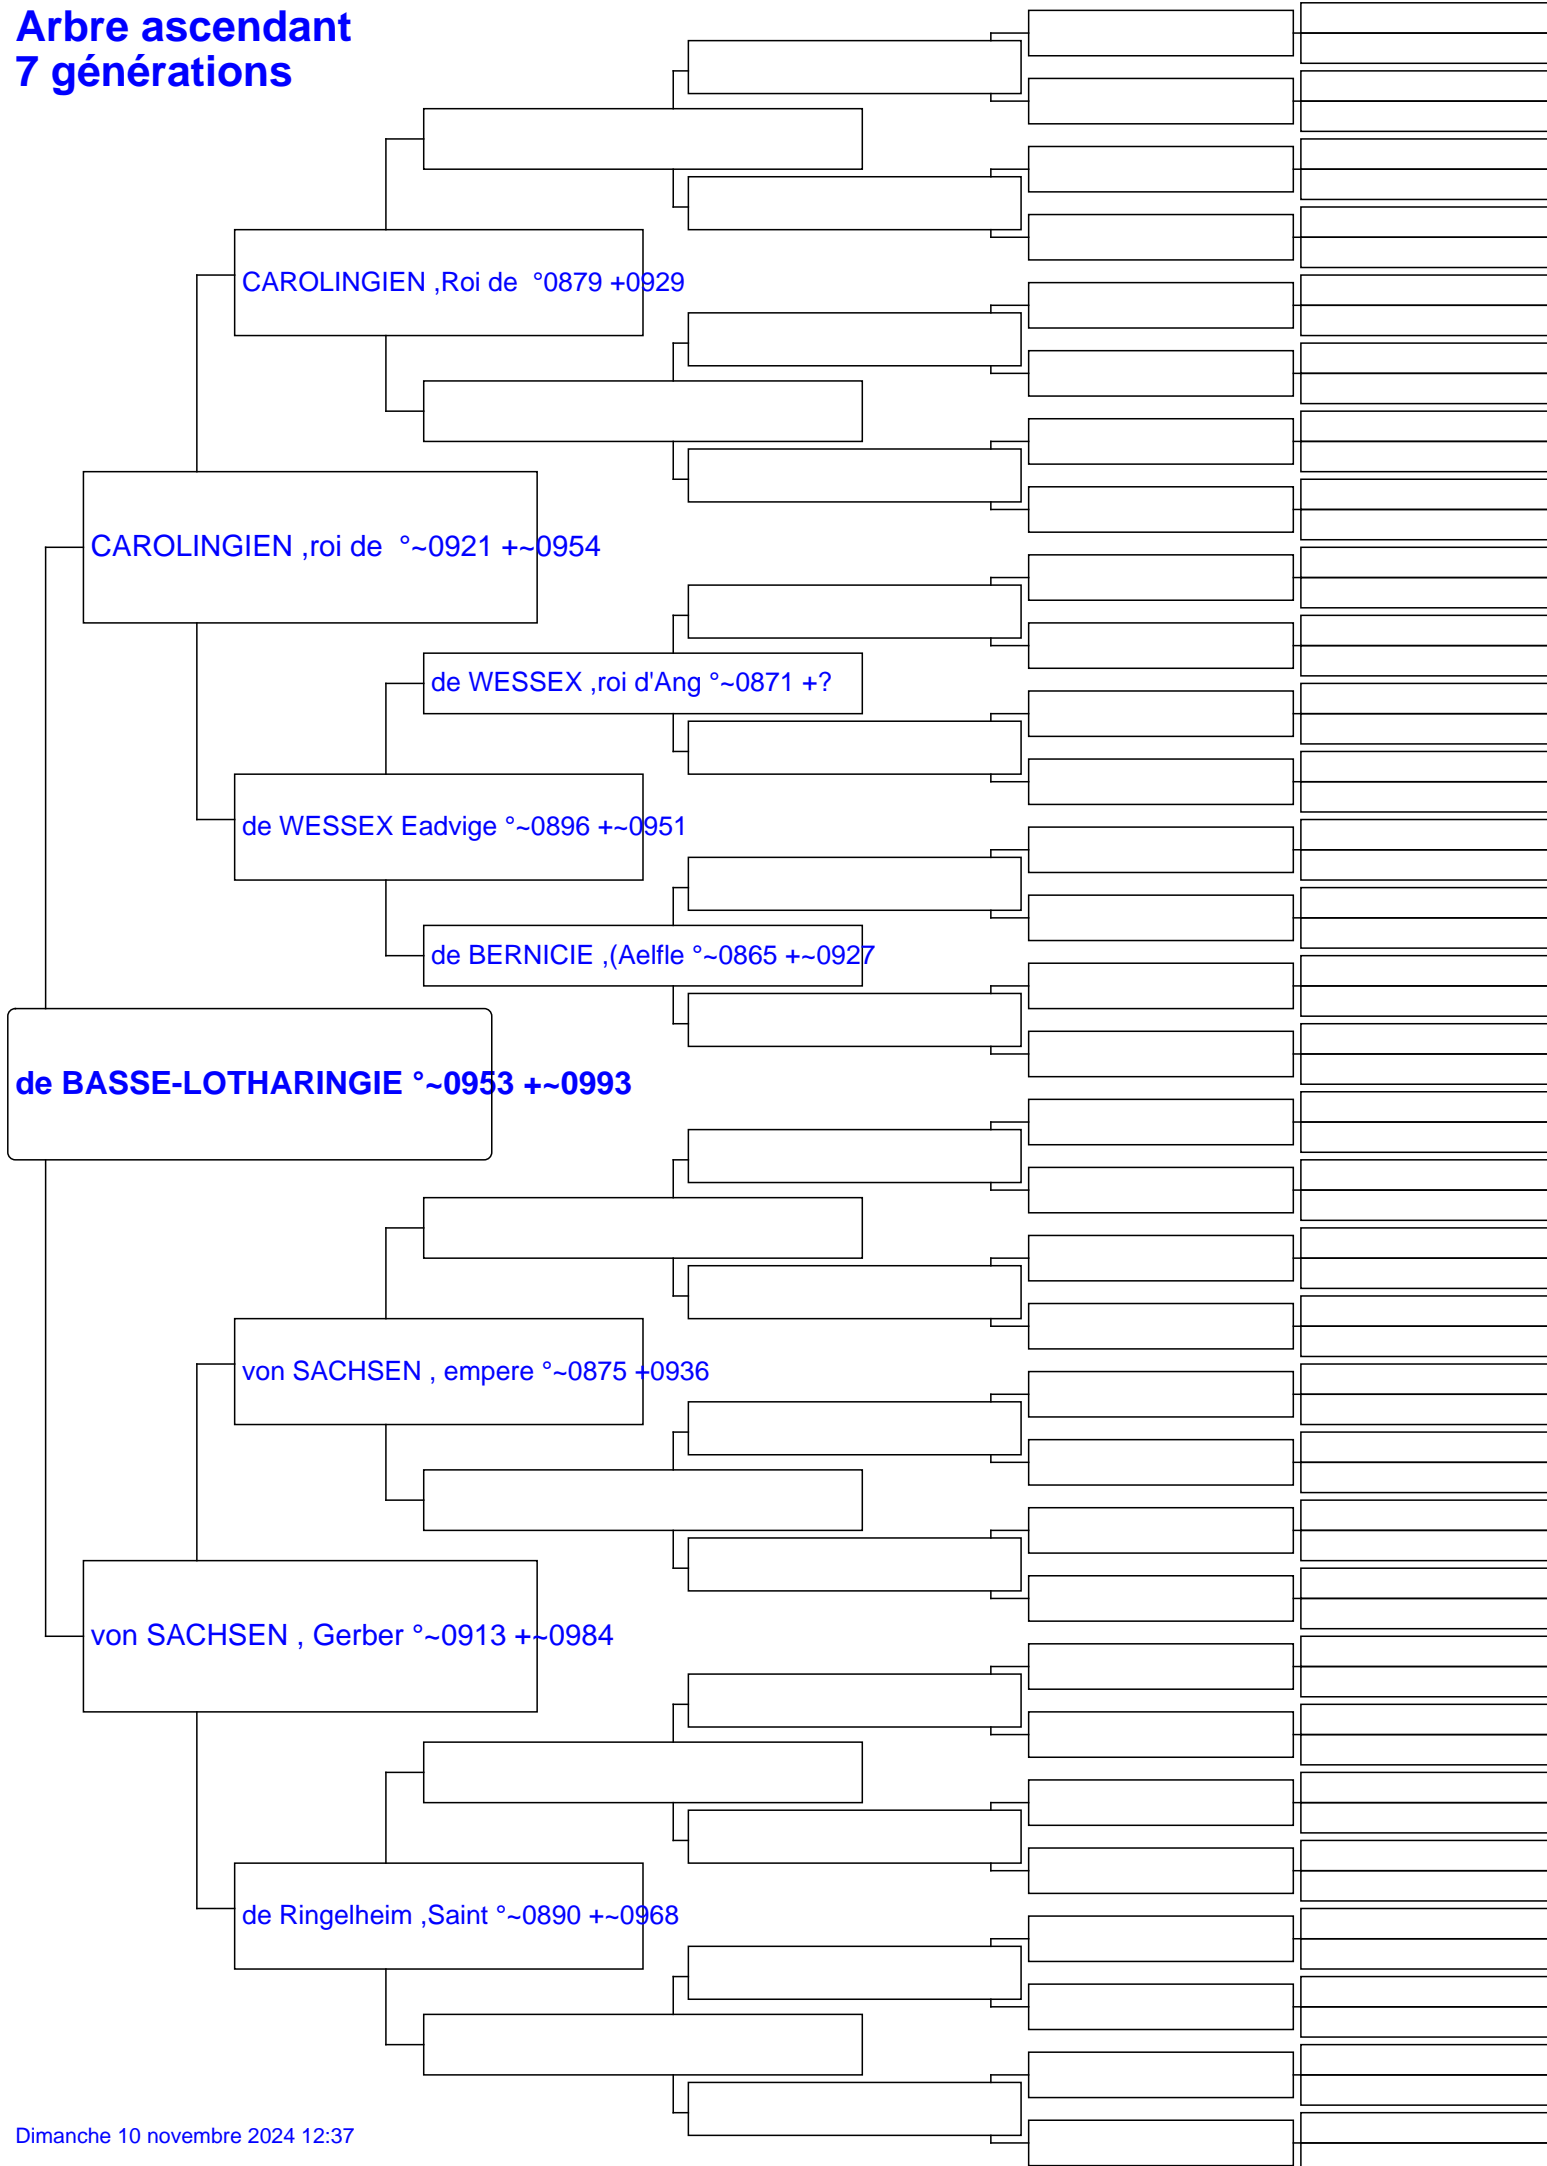 Arbre ascendant
7 générations
CAROLINGIEN ,Roi de  °0879 +0929
CAROLINGIEN ,roi de  °~0921 +~0954
de WESSEX ,roi d'Ang °~0871 +?
de WESSEX Eadvige °~0896 +~0951
de BERNICIE ,(Aelfle °~0865 +~0927
de BASSE-LOTHARINGIE °~0953 +~0993
von SACHSEN , empere °~0875 +0936
von SACHSEN , Gerber °~0913 +~0984
de Ringelheim ,Saint °~0890 +~0968
Dimanche 10 novembre 2024 12:37